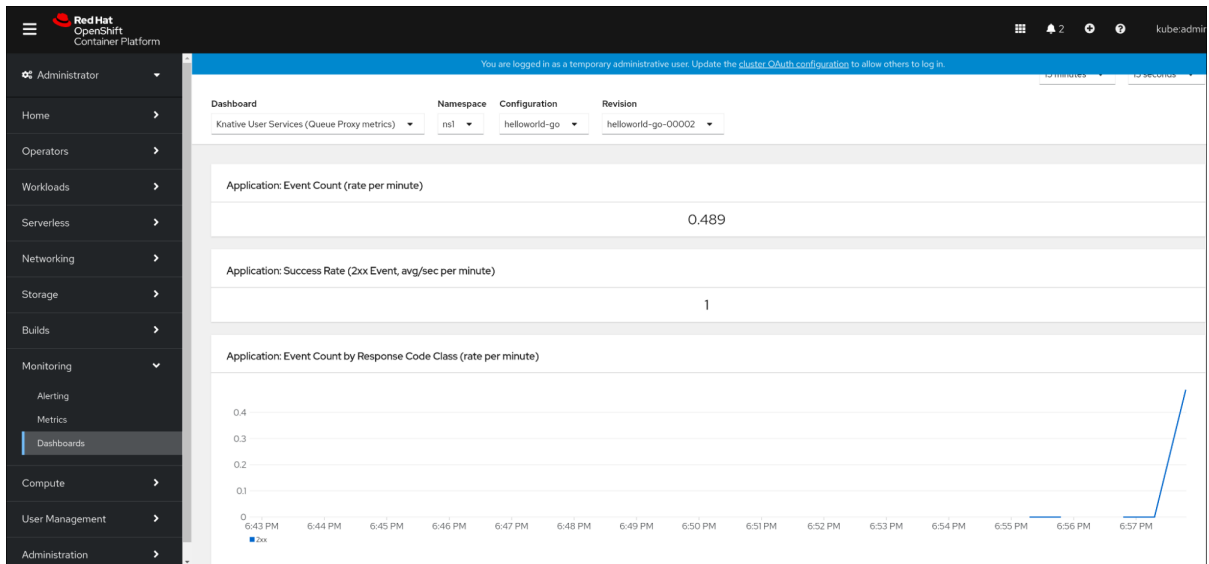 Red Hat
OpenShift
Container Platform
2
kube:admin
You are logged in as a temporary administrative user. Update the cluster OAuth configuration to allow others to log in.
Administrator
Home
Operators
Workloads
Serverless
Networking
Storage
Builds
Monitoring
Alerting
Metrics
Dashboards
Compute
User Management
Administration
15 minutes
15 seconds
Dashboard
Namespace
Configuration
Revision
Knative User Services (Queue Proxy metrics)
ns1
helloworld-go
helloworld-go-00002
Application: Event Count (rate per minute)
0.489
Application: Success Rate (2xx Event, avg/sec per minute)
1
Application: Event Count by Response Code Class (rate per minute)
0.4
0.3
0.2
0.1
0
6:43 PM 6:44 PM 6:45 PM 6:46 PM 6:47 PM 6:48 PM 6:49 PM 6:50 PM 6:51 PM 6:52 PM 6:53 PM 6:54 PM 6:55 PM 6:56 PM 6:57 PM
2xx